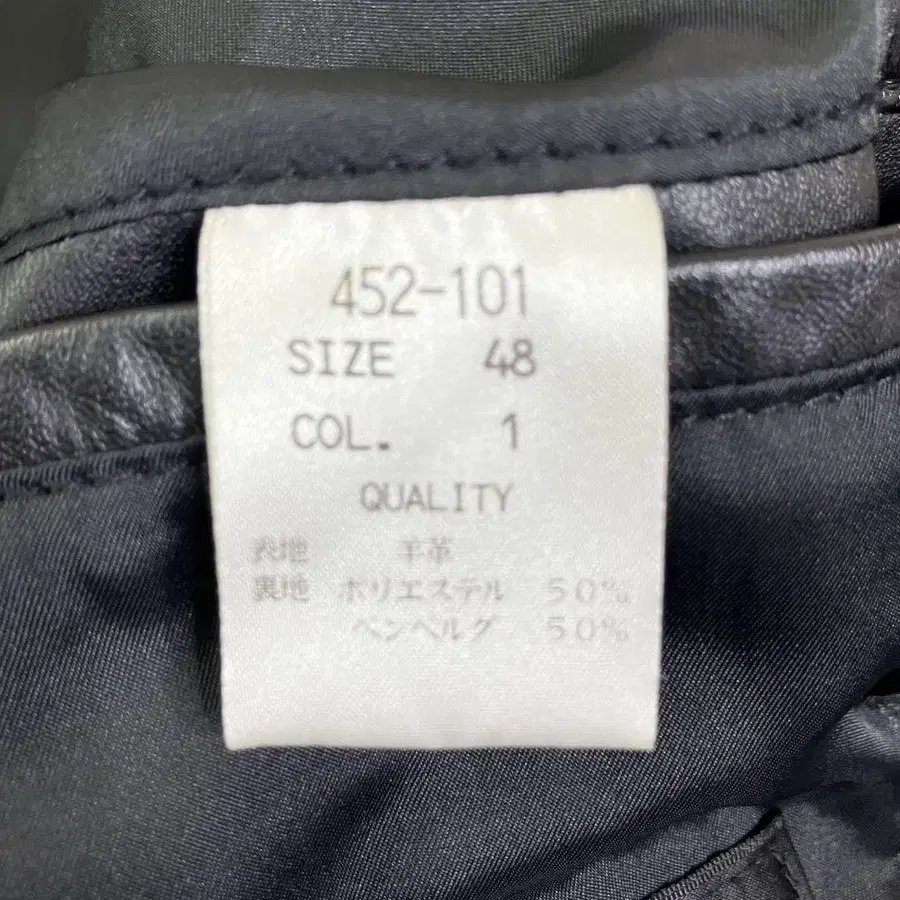 452-101
SIZE 48
COL. 1
QUALITY
表地 羊革
裏地 ポリエステル 50%
ベンベルグ 50%